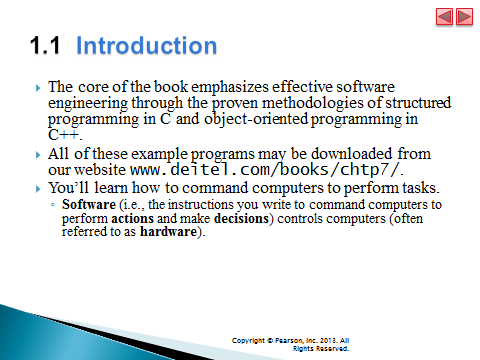 1.1 Introduction
The core of the book emphasizes effective software
engineering through the proven methodologies of structured
programming in C and object-oriented programming in
C++.
All of these example programs may be downloaded from
our website www.deitel.com/books/chtp7/.
You’ll learn how to command computers to perform tasks.
Software (i.e., the instructions you write to command computers to
perform actions and make decisions) controls computers (often
referred to as hardware).
Copyright © Pearson, Inc. 2013. All
Rights Reserved.